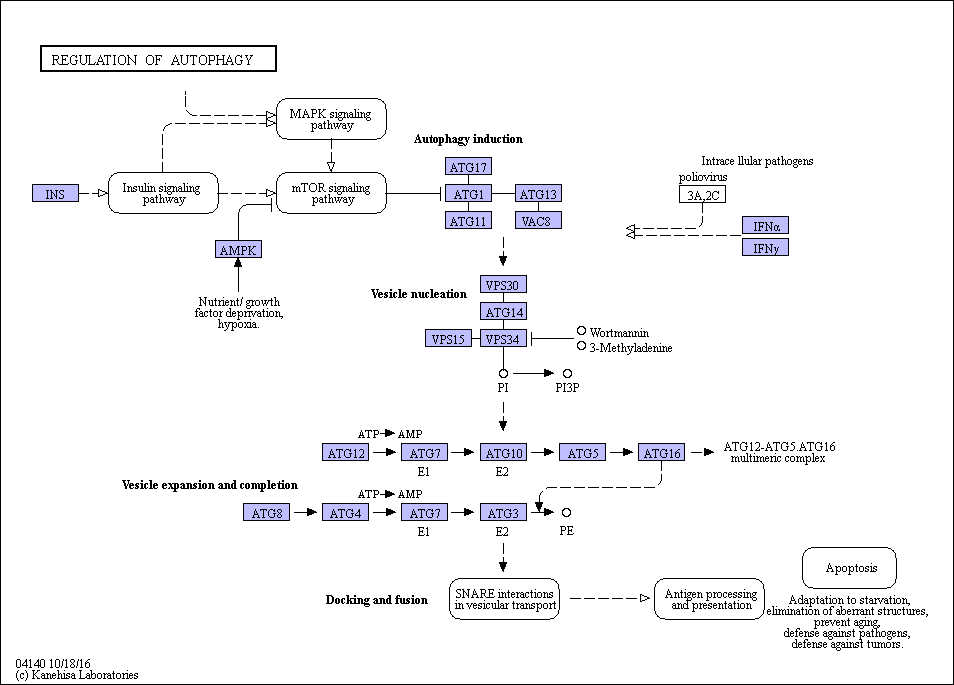 REGULATION OF AUTOPHAGY
MAPK signaling
pathway
Autophagy induction
INS
Insulin signaling
pathway
mTOR signaling
pathway
ATG17
ATG1
ATG13
ATG11
VAC8
Intrace llular pathogens
poliovirus
3A,2C
IFNα
IFNγ
AMPK
Nutrient/ growth
factor deprivation,
hypoxia.
Vesicle nucleation
VPS30
ATG14
VPS15
VPS34
Wortmannin
3-Methyladenine
PI
PI3P
ATP
AMP
ATG12
ATG7
ATG10
ATG5
ATG16
ATG12-ATG5.ATG16
multimeric complex
E1
E2
Vesicle expansion and completion
ATP
AMP
ATG8
ATG4
ATG7
ATG3
E1
E2
PE
Docking and fusion
SNARE interactions
in vesicular transport
Antigen processing
and presentation
Apoptosis
Adaptation to starvation,
elimination of aberrant structures,
prevent aging,
defense against pathogens,
defense against tumors.
04140 10/18/16
(c) Kanehisa Laboratories